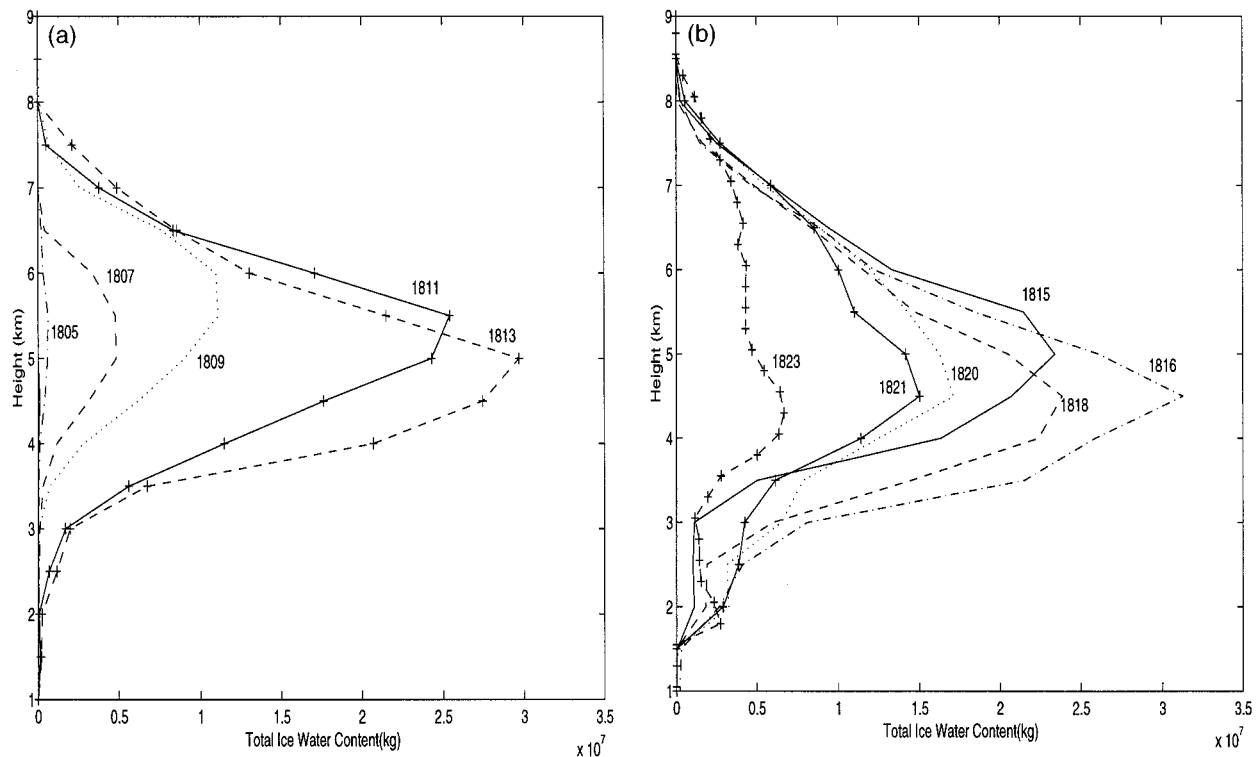 (a)
9
8
7
6
5
4
3
2
1
Height (km)
1805
1807
1809
1811
1813
0 0.5 1 1.5 2 2.5 3 3.5
Total Ice Water Content(kg)
x 10^7
(b)
9
8
7
6
5
4
3
2
1
Height (km)
1823
1821
1820
1815
1818
1816
0 0.5 1 1.5 2 2.5 3 3.5
Total Ice Water Content(kg)
x 10^7